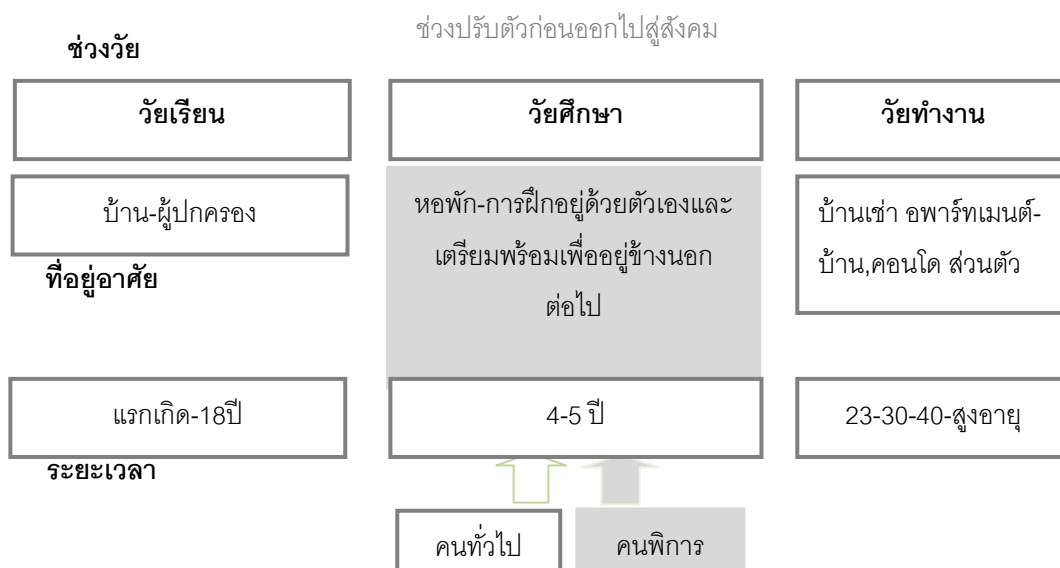 ช่วงปรับตัวก่อนออกไปสู่สังคม
ช่วงวัย
วัยเรียน
วัยศึกษา
วัยทำงาน
บ้าน-ผู้ปกครอง
หอพัก-การฝึกอยู่ด้วยตัวเองและ
เตรียมพร้อมเพื่ออยู่ข้างนอก
ต่อไป
บ้านเช่า อพาร์ทเมนต์-
บ้าน,คอนโด ส่วนตัว
ที่อยู่อาศัย
แรกเกิด-18ปี
4-5 ปี
23-30-40-สูงอายุ
ระยะเวลา
คนทั่วไป
คนพิการ